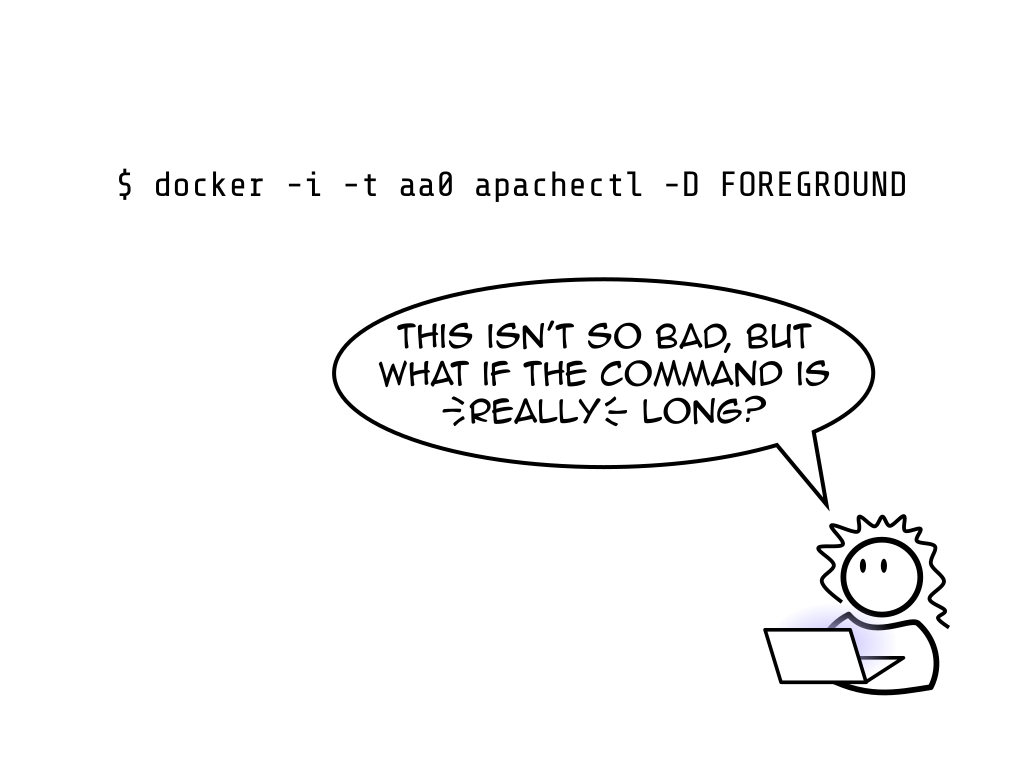 $ docker -i -t aa0 apachectl -D FOREGROUND
THIS ISN'T SO BAD, BUT
WHAT IF THE COMMAND IS
REALLY LONG?